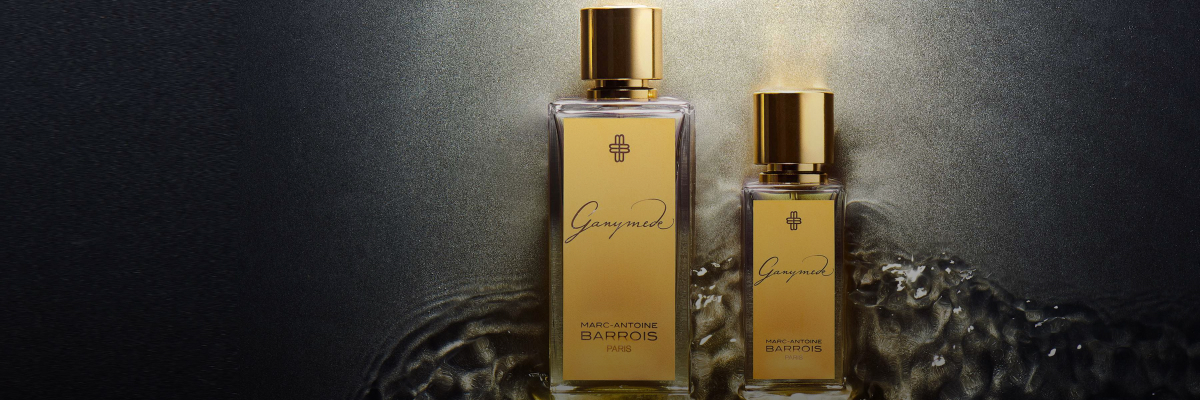 Ganymede
MARC-ANTOINE
BARROIS
PARIS
Ganymede
MARC-ANTOINE
BARROIS
PARIS